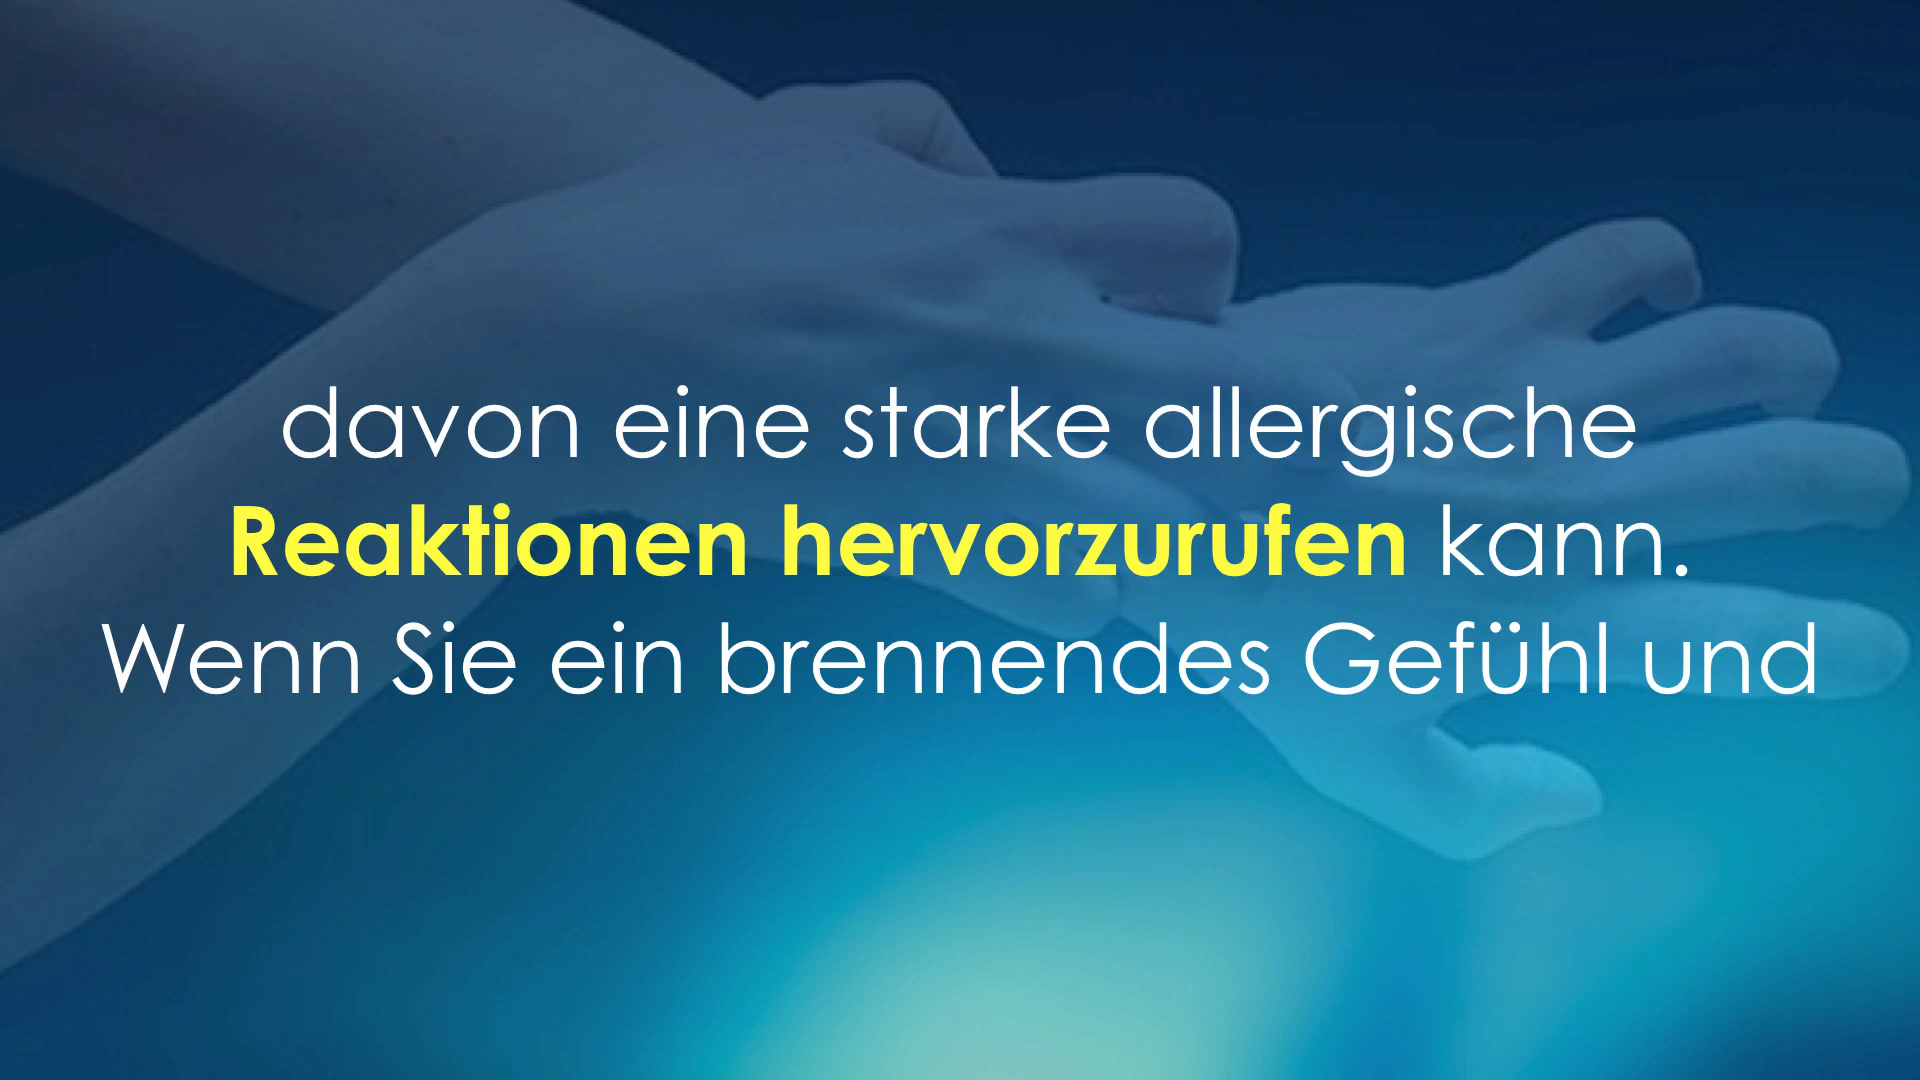 davon eine starke allergische
Reaktionen hervorzurufen kann.
Wenn Sie ein brennendes Gefühl und